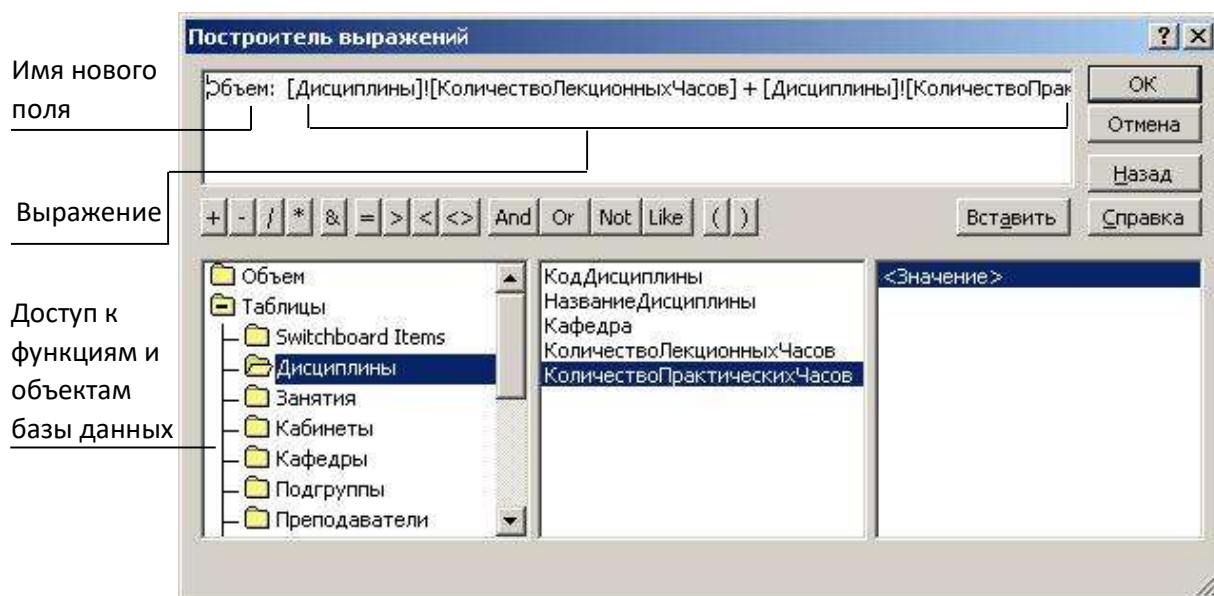 Построитель выражений
Имя нового
поля
Объем: [Дисциплины]![КоличествоЛекционныхЧасов] + [Дисциплины]![КоличествоПрак
ОК
Отмена
Назад
Выражение
+ - / * & = > < <> And Or Not Like ( )
Вставить
Справка
Доступ к
функциям и
объектам
базы данных
Объем
Таблицы
Switchboard Items
Дисциплины
Занятия
Кабинеты
Кафедры
Подгруппы
Преподаватели
КодДисциплины
НазваниеДисциплины
Кафедра
КоличествоЛекционныхЧасов
КоличествоПрактическихЧасов
<Значение>